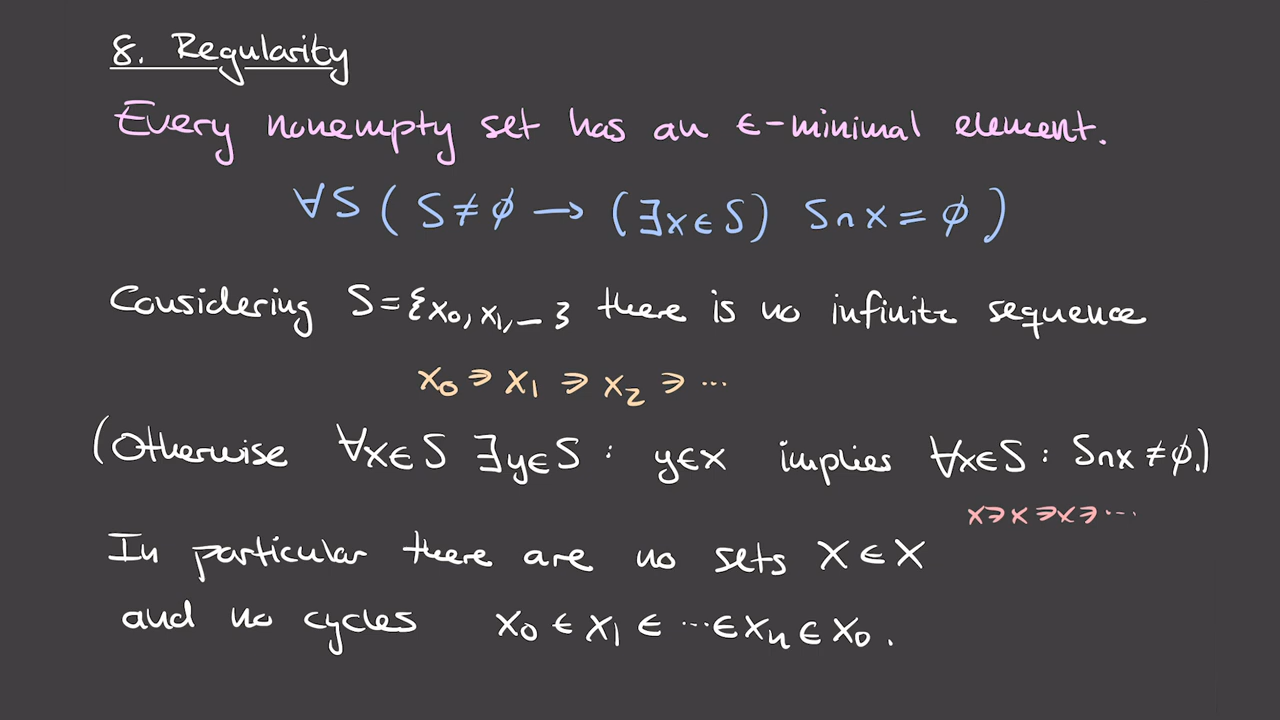 8. Regularity
Every nonempty set has an ∈-minimal element.
∀S ( S ≠ ∅ → (∃x ∈ S) S ∩ x = ∅ )
Considering S = {x₀, x₁, … } there is no infinite sequence
x₀ ∋ x₁ ∋ x₂ ∋ ⋯
(Otherwise ∀x ∈ S ∃y ∈ S : y ∈ x implies ∀x ∈ S : S ∩ x ≠ ∅.)
x ∋ x ∋ x ∋ ⋯
In particular there are no sets X ∈ X
and no cycles x₀ ∈ x₁ ∈ ⋯ ∈ xₙ ∈ x₀.